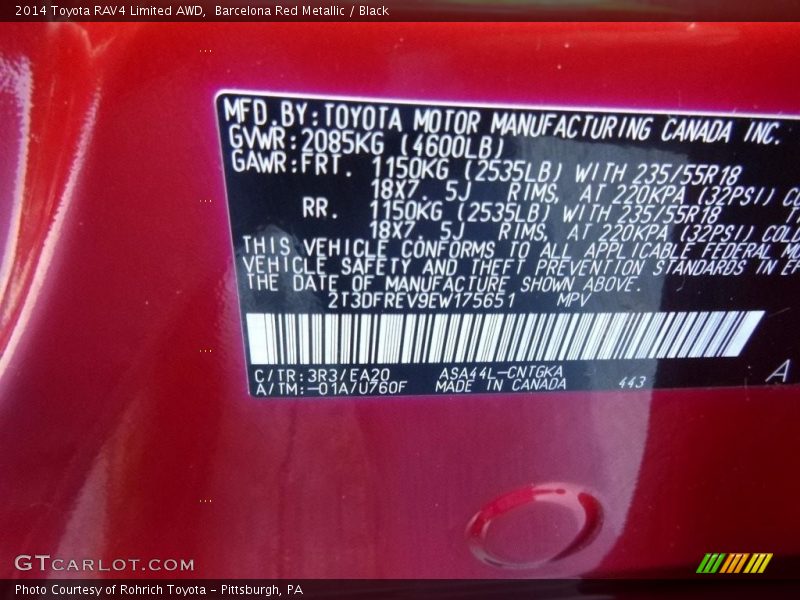 2014 Toyota RAV4 Limited AWD,  Barcelona Red Metallic / Black
MFD.BY:TOYOTA MOTOR MANUFACTURING CANADA INC.
GVWR:2085KG (4600LB)
GAWR:FRT. 1150KG (2535LB) WITH 235/55R18
18X7.5J RIMS, AT 220KPA (32PSI)
RR. 1150KG (2535LB) WITH 235/55R18
18X7.5J RIMS, AT 220KPA (32PSI) COLD
THIS VEHICLE CONFORMS TO ALL APPLICABLE FEDERAL
VEHICLE SAFETY AND THEFT PREVENTION STANDARDS IN
THE DATE OF MANUFACTURE SHOWN ABOVE.
2T3DFREV9EW175651 MPV
C/TR:3R3/EA20 ASA44L-CNTGKA
A/TM:-01A/U760F MADE IN CANADA 443 A
GTCARLOT.COM
Photo Courtesy of Rohrich Toyota - Pittsburgh, PA